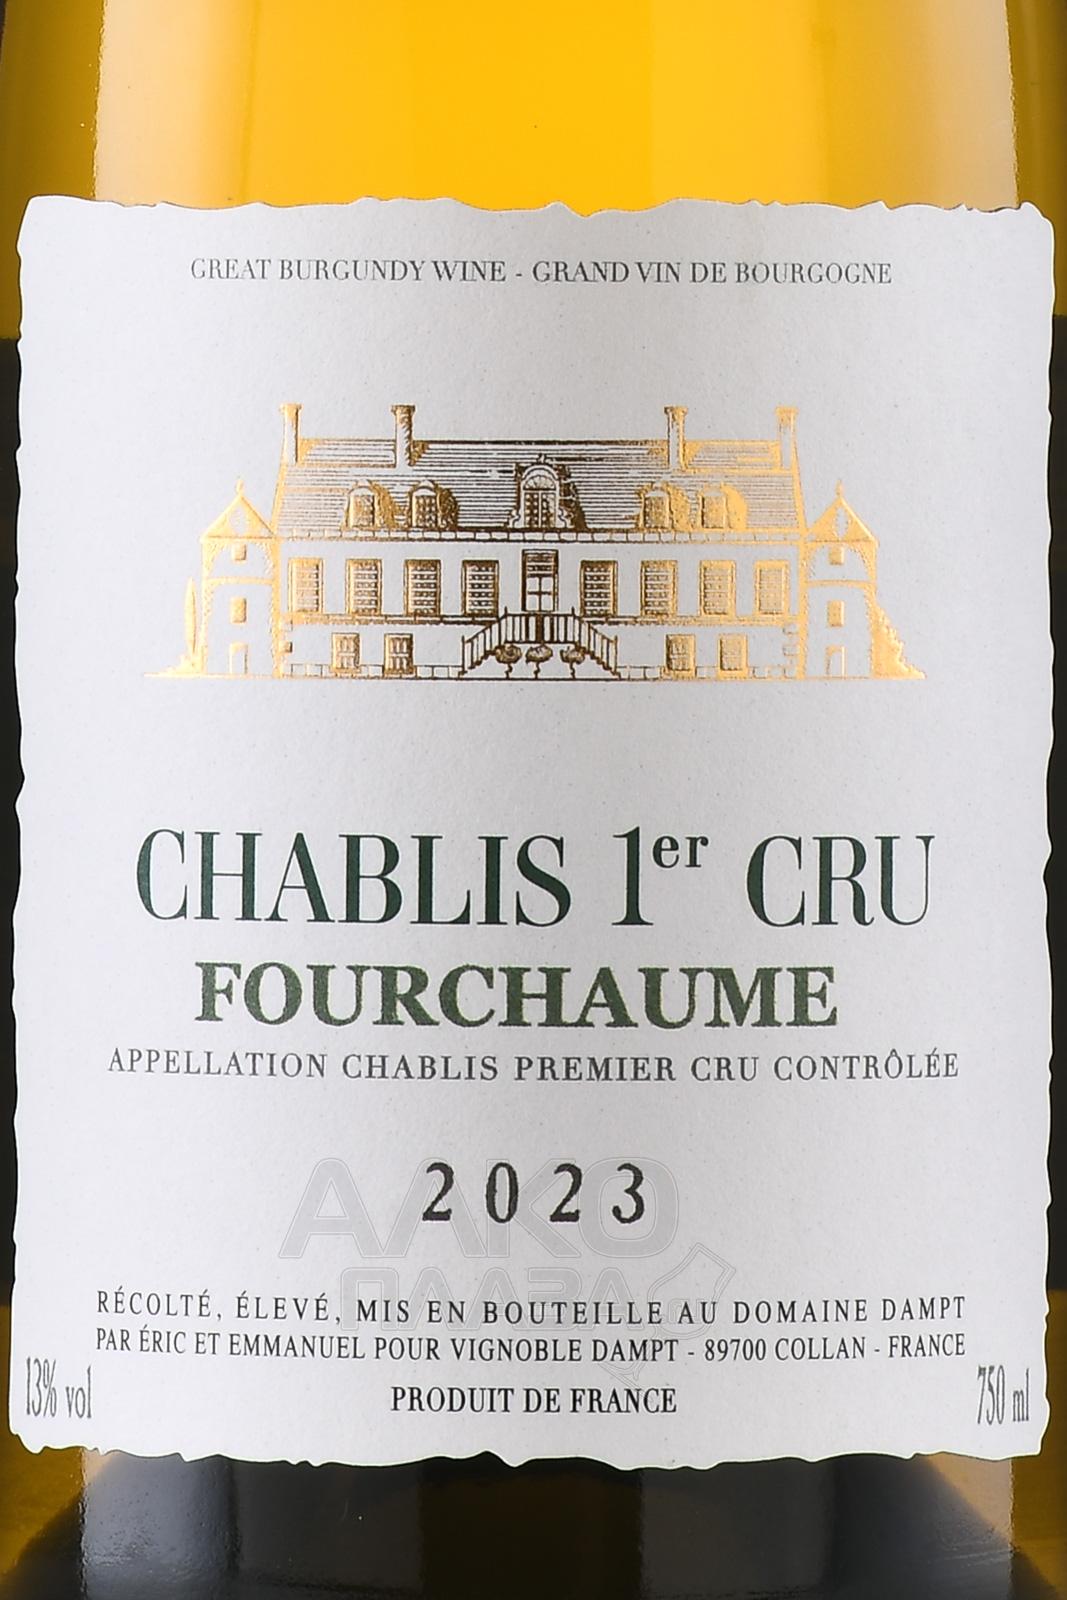 GREAT BURGUNDY WINE - GRAND VIN DE BOURGOGNE
CHABLIS 1er CRU
FOURCHAUME
APPELLATION CHABLIS PREMIER CRU CONTRÔLÉE
2023
ААКО
ПЛАЗА
RÉCOLTÉ, ÉLEVÉ, MIS EN BOUTEILLE AU DOMAINE DAMPT
PAR ÉRIC ET EMMANUEL POUR VIGNOBLE DAMPT - 89700 COLLAN - FRANCE
13% vol
PRODUIT DE FRANCE
750 ml